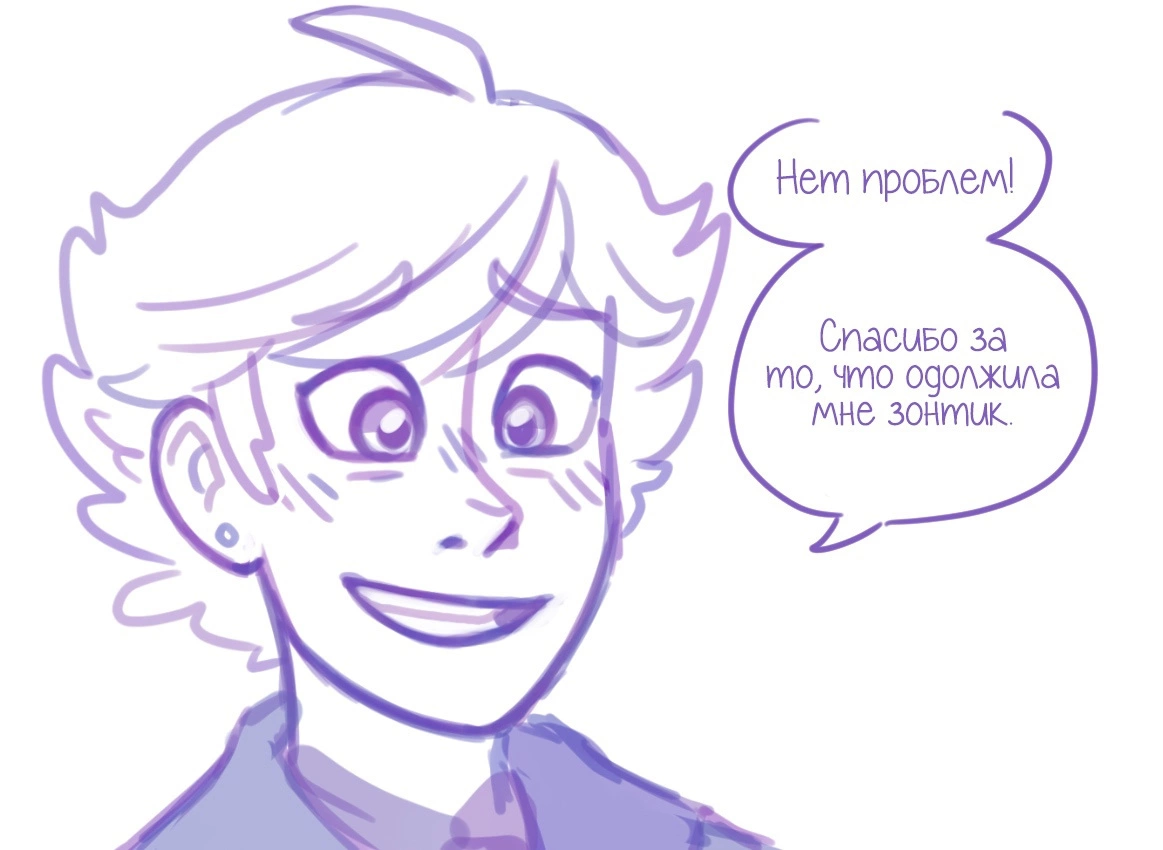 Нет проблем!
Спасибо за
то, что одолжила
мне зонтик.